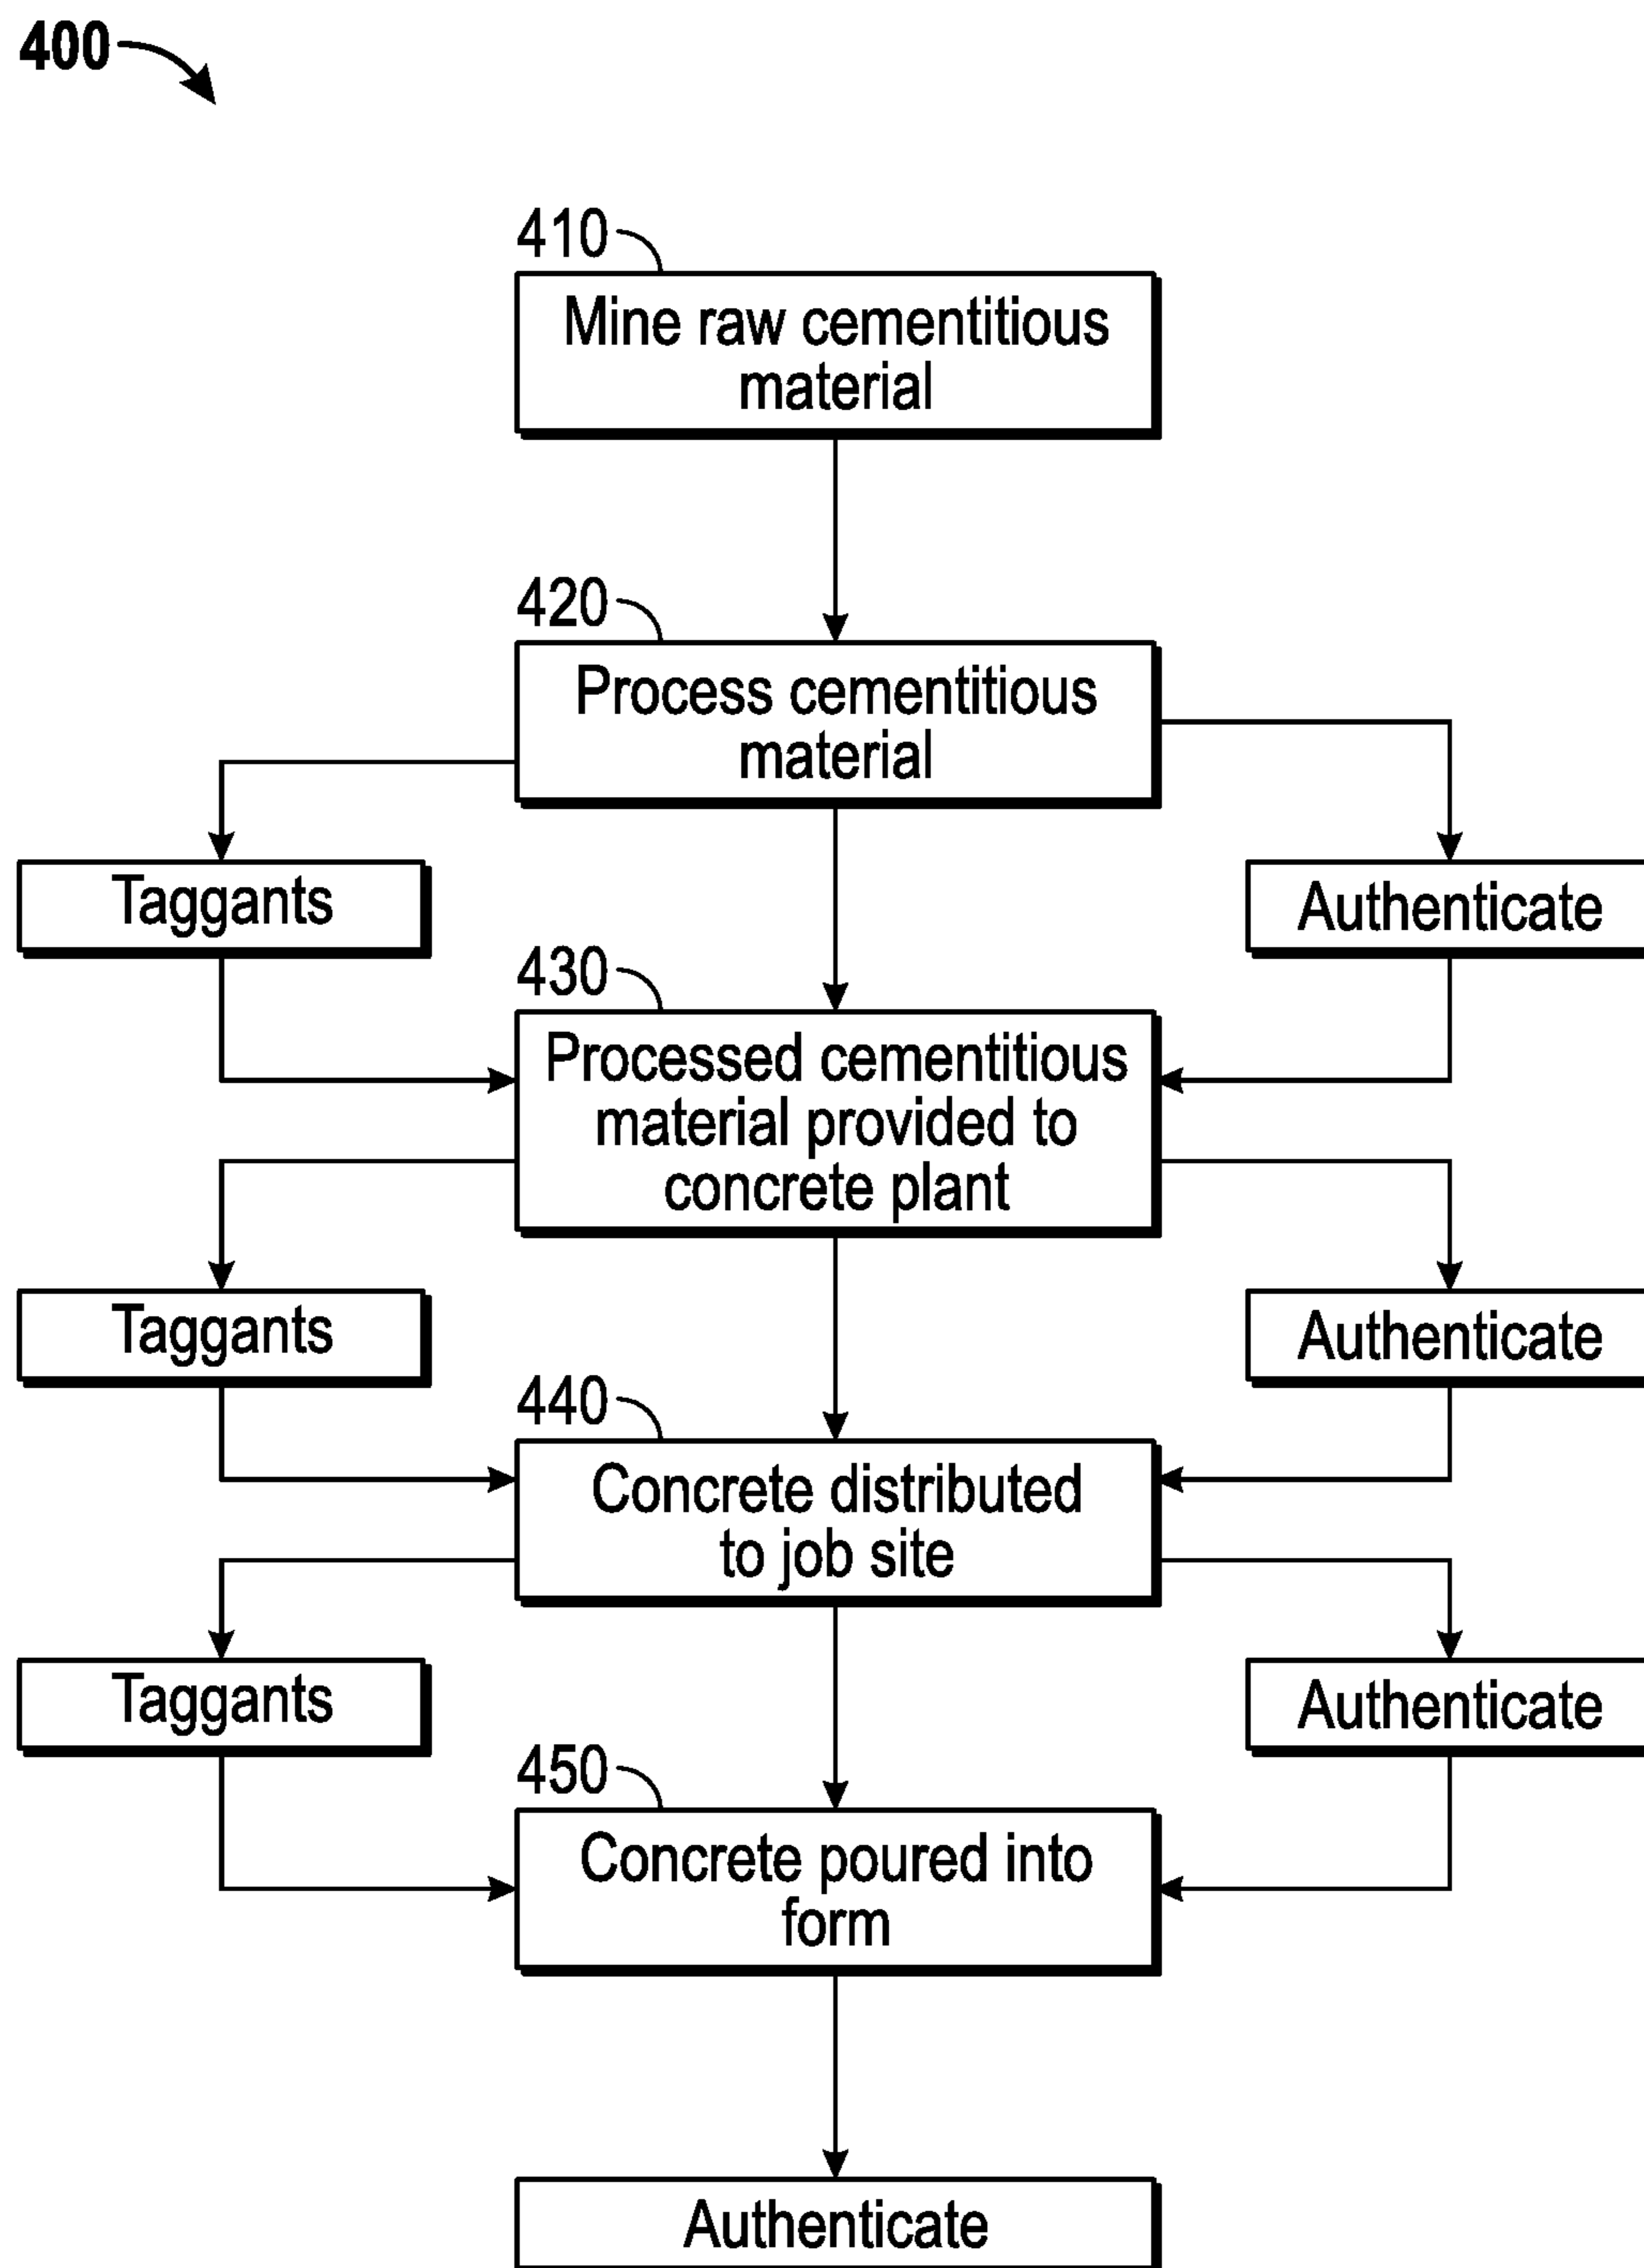 400
410
Mine raw cementitious
material
420
Process cementitious
material
Taggants
Authenticate
430
Processed cementitious
material provided to
concrete plant
Taggants
Authenticate
440
Concrete distributed
to job site
Taggants
Authenticate
450
Concrete poured into
form
Authenticate